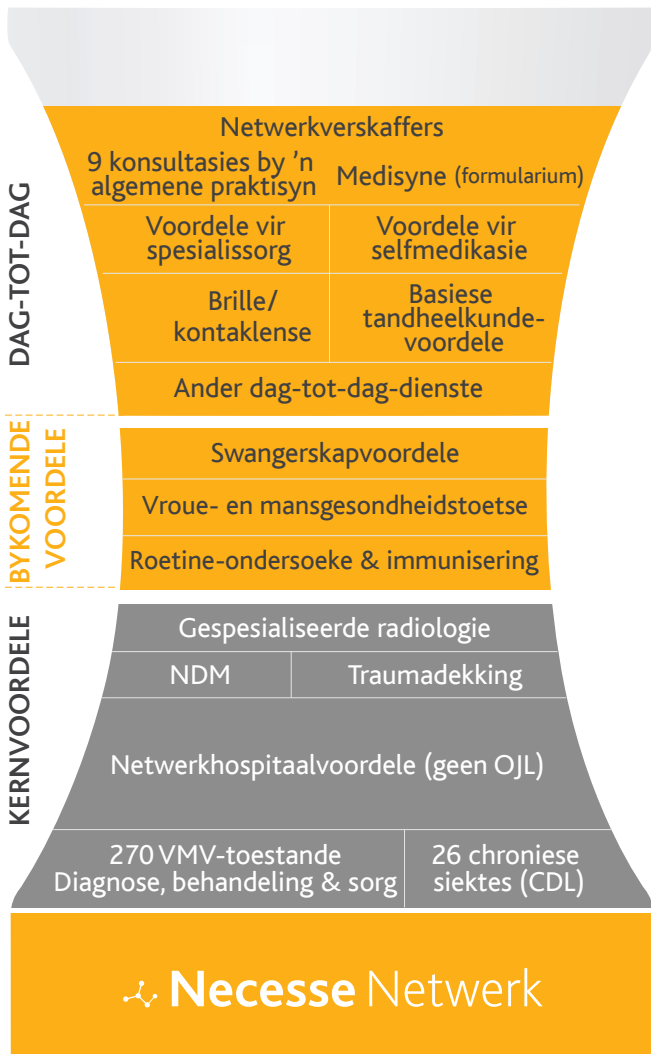 DAG-TOT-DAG
Netwerkverskaffers
9 konsultasies by ’n
algemene praktisyn
Medisyne (formularium)
Voordele vir
spesialissorg
Voordele vir
selfmedikasie
Brille/
kontaklense
Basiese
tandheelkunde-
voordele
Ander dag-tot-dag-dienste
BYKOMENDE
VOORDELE
Swangerskapvoordele
Vroue- en mansgesondheidstoetse
Roetine-ondersoeke & immunisering
KERNVOORDELE
Gespesialiseerde radiologie
NDM
Traumadekking
Netwerkhospitaalvoordele (geen OJL)
270 VMV-toestande
Diagnose, behandeling & sorg
26 chroniese
siektes (CDL)
Necesse Netwerk